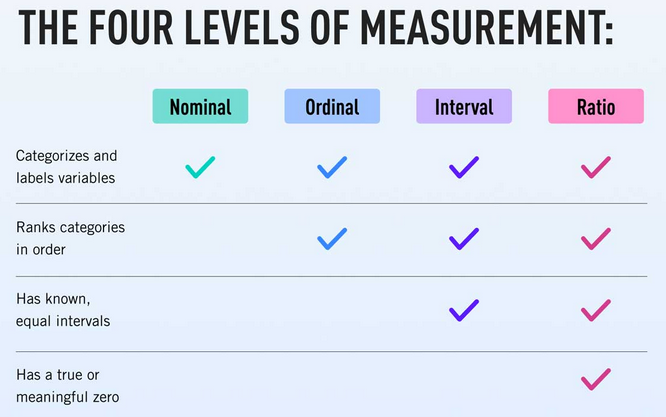 THE FOUR LEVELS OF MEASUREMENT:
Nominal Ordinal Interval Ratio
Categorizes and
labels variables
Ranks categories
in order
Has known,
equal intervals
Has a true or
meaningful zero